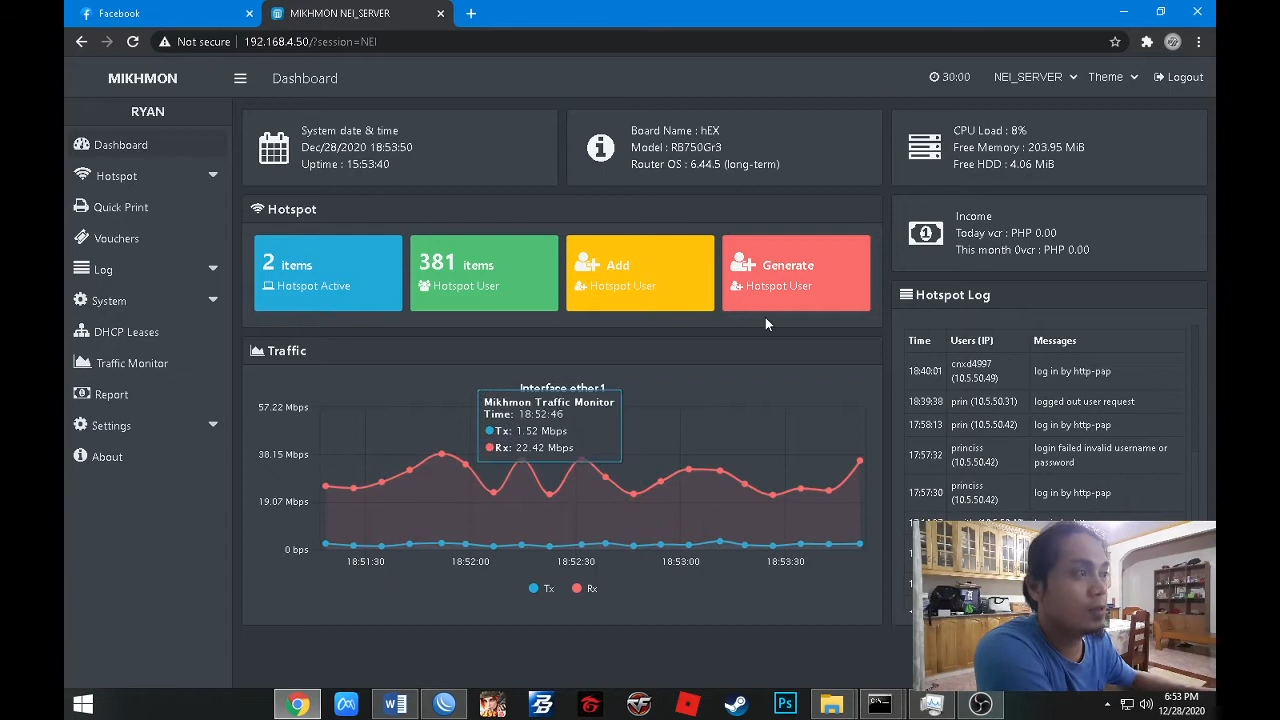 Facebook
MIKHMON NEI_SERVER
Not secure
192.168.4.50/?session=NEI
MIKHMON
Dashboard
30:00
NEI_SERVER
Theme
Logout
RYAN
Dashboard
Hotspot
Quick Print
Vouchers
Log
System
DHCP Leases
Traffic Monitor
Report
Settings
About
System date & time
Dec/28/2020 18:53:50
Uptime : 15:53:40
Board Name : hEX
Model : RB750Gr3
Router OS : 6.44.5 (long-term)
CPU Load : 8%
Free Memory : 203.95 MiB
Free HDD : 4.06 MiB
Hotspot
2 items
Hotspot Active
381 items
Hotspot User
Add
Hotspot User
Generate
Hotspot User
Income
Today vcr : PHP 0.00
This month 0vcr : PHP 0.00
Traffic
Interface ether1
Mikhmon Traffic Monitor
Time: 18:52:46
Tx: 1.52 Mbps
Rx: 22.42 Mbps
57.22 Mbps
38.15 Mbps
19.07 Mbps
0 bps
18:51:30
18:52:00
18:52:30
18:53:00
18:53:30
Tx
Rx
Hotspot Log
Time
Users (IP)
Messages
18:40:01
cnxd4997
(10.5.50.49)
log in by http-pap
18:39:38
prin (10.5.50.31)
logged out user request
17:58:13
prin (10.5.50.42)
log in by http-pap
17:57:32
princiss
(10.5.50.42)
login failed invalid username or
password
17:57:30
princiss
(10.5.50.42)
log in by http-pap
6:53 PM
12/28/2020